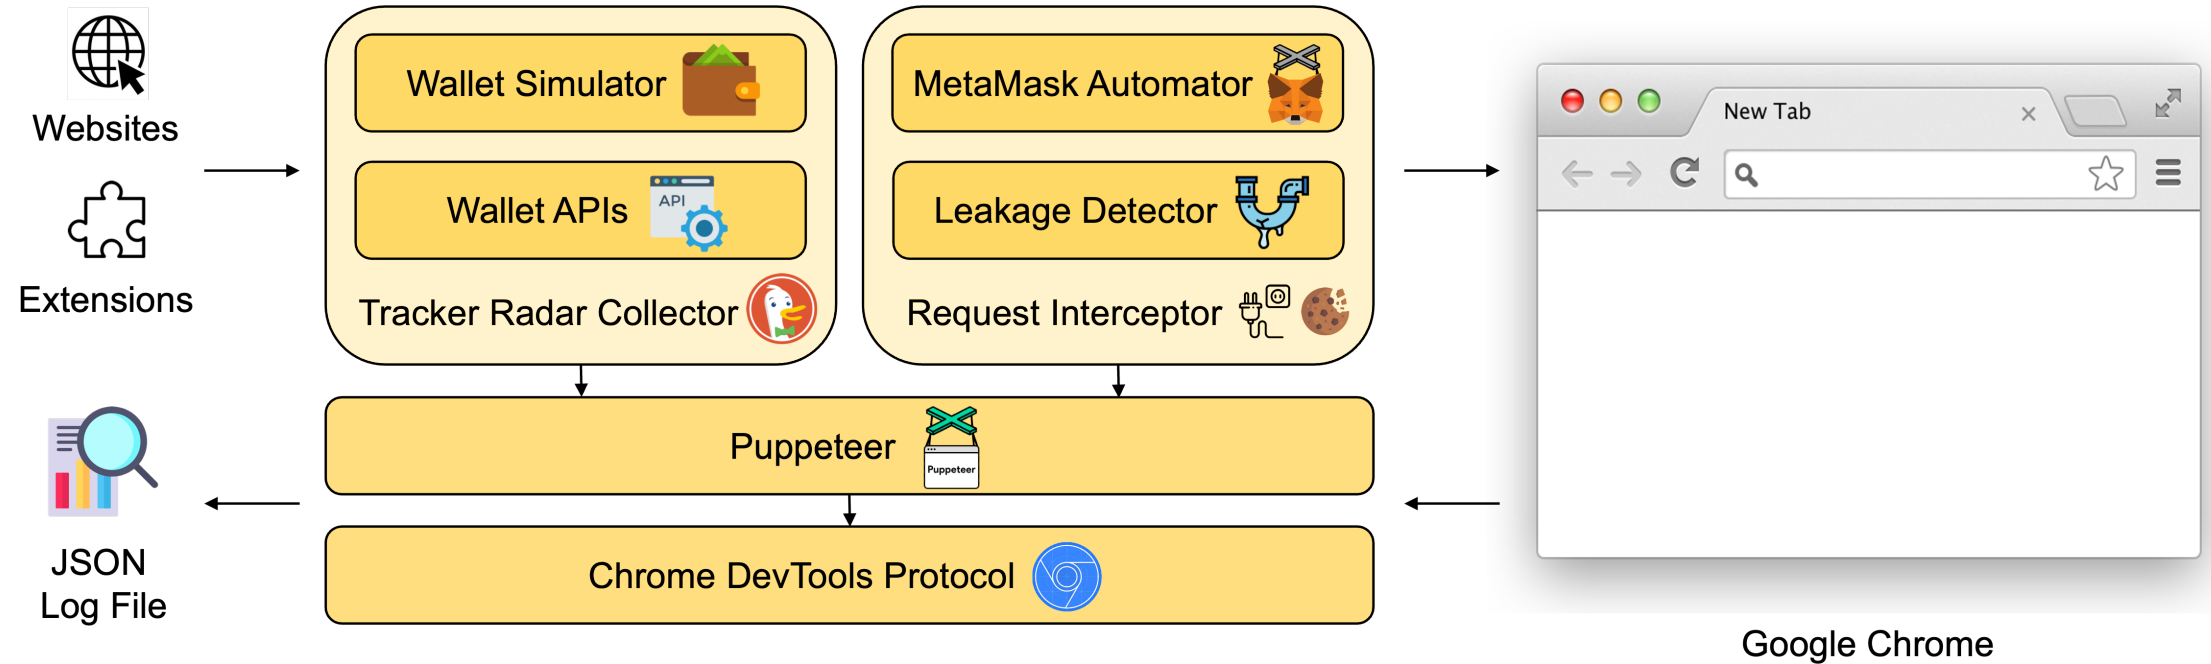 Websites
Extensions
JSON
Log File
Wallet Simulator
Wallet APIs
API
Tracker Radar Collector
MetaMask Automator
Leakage Detector
Request Interceptor
Puppeteer
Puppeteer
Chrome DevTools Protocol
New Tab
Google Chrome